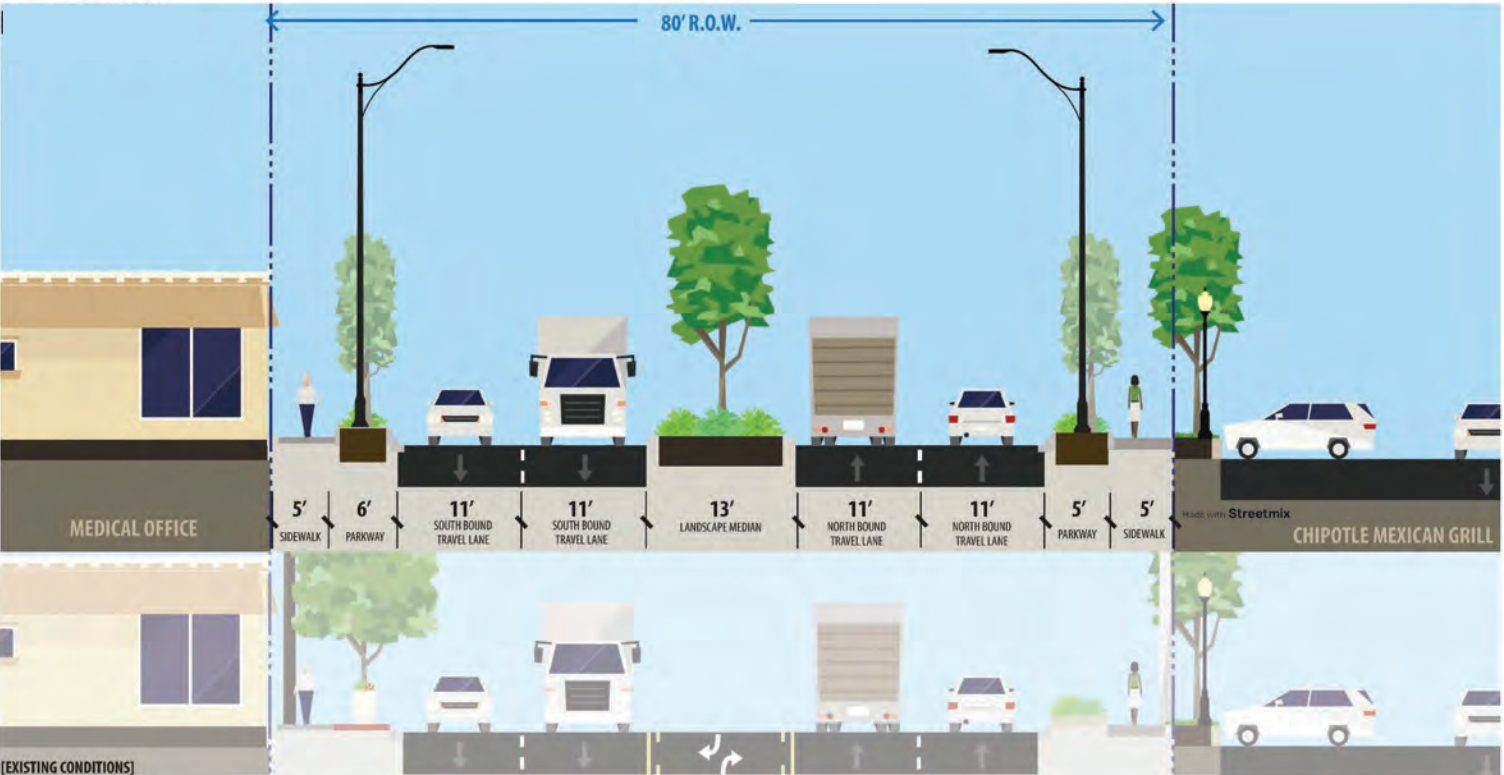 80' R.O.W.
MEDICAL OFFICE
5'
SIDEWALK
6'
PARKWAY
11'
SOUTH BOUND
TRAVEL LANE
11'
SOUTH BOUND
TRAVEL LANE
13'
LANDSCAPE MEDIAN
11'
NORTH BOUND
TRAVEL LANE
11'
NORTH BOUND
TRAVEL LANE
5'
PARKWAY
5'
SIDEWALK
Made with Streetmix
CHIPOTLE MEXICAN GRILL
[EXISTING CONDITIONS]